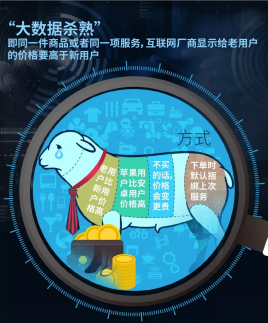 “大数据杀熟”
即同一件商品或者同一项服务，互联网厂商显示给老用户
的价格要高于新用户
方式
老用
户比
新用
户价
格高
苹果用
户比安
卓用户
价格高
不买
的话，
价格
会变
更贵
下单时
默认捆
绑上次
服务